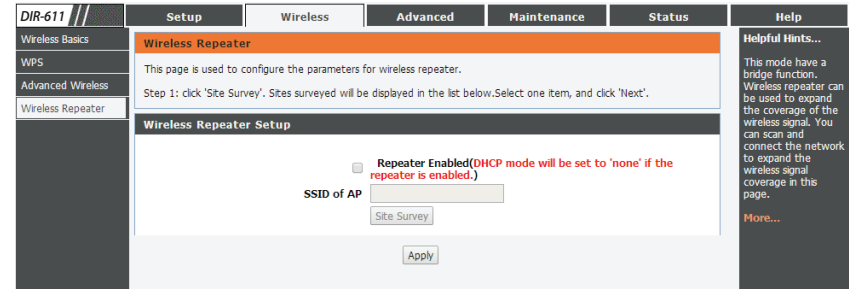 DIR-611 Setup Wireless Advanced Maintenance Status Help
Wireless Basics
WPS
Advanced Wireless
Wireless Repeater
Wireless Repeater
This page is used to configure the parameters for wireless repeater.
Step 1: click 'Site Survey'. Sites surveyed will be displayed in the list below.Select one item, and click 'Next'.
Wireless Repeater Setup
Repeater Enabled(DHCP mode will be set to 'none' if the
repeater is enabled.)
SSID of AP
Site Survey
Apply
Helpful Hints...
This mode have a
bridge function.
Wireless repeater can
be used to expand
the coverage of the
wireless signal. You
can scan and
connect the network
to expand the
wireless signal
coverage in this
page.
More...